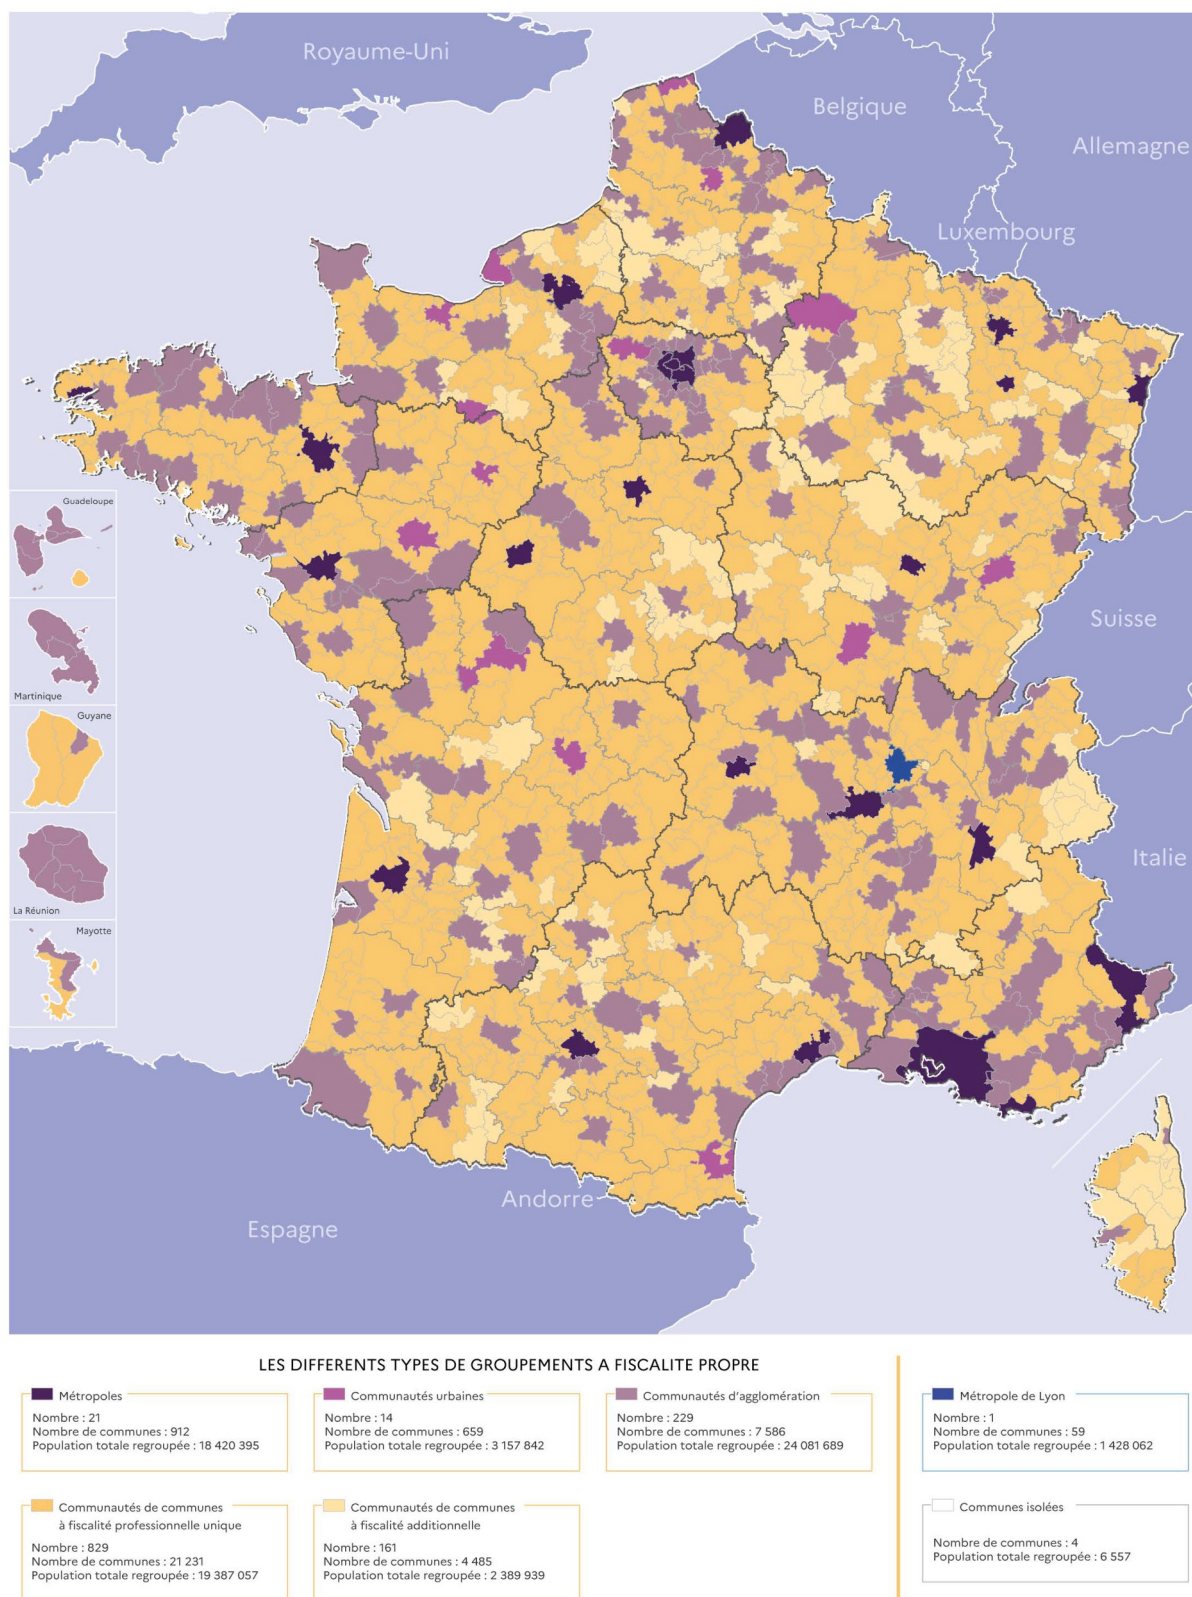 Royaume-Uni
Belgique
Allemagne
Luxembourg
Guadeloupe
Suisse
Martinique
Guyane
Italie
La Réunion
Mayotte
Andorre
Espagne
LES DIFFERENTS TYPES DE GROUPEMENTS A FISCALITE PROPRE
Métropoles
Nombre : 21
Nombre de communes : 912
Population totale regroupée : 18 420 395
Communautés urbaines
Nombre : 14
Nombre de communes : 659
Population totale regroupée : 3 157 842
Communautés d'agglomération
Nombre : 229
Nombre de communes : 7 586
Population totale regroupée : 24 081 689
Métropole de Lyon
Nombre : 1
Nombre de communes : 59
Population totale regroupée : 1 428 062
Communautés de communes
à fiscalité professionnelle unique
Nombre : 829
Nombre de communes : 21 231
Population totale regroupée : 19 387 057
Communautés de communes
à fiscalité additionnelle
Nombre : 161
Nombre de communes : 4 485
Population totale regroupée : 2 389 939
Communes isolées
Nombre de communes : 4
Population totale regroupée : 6 557